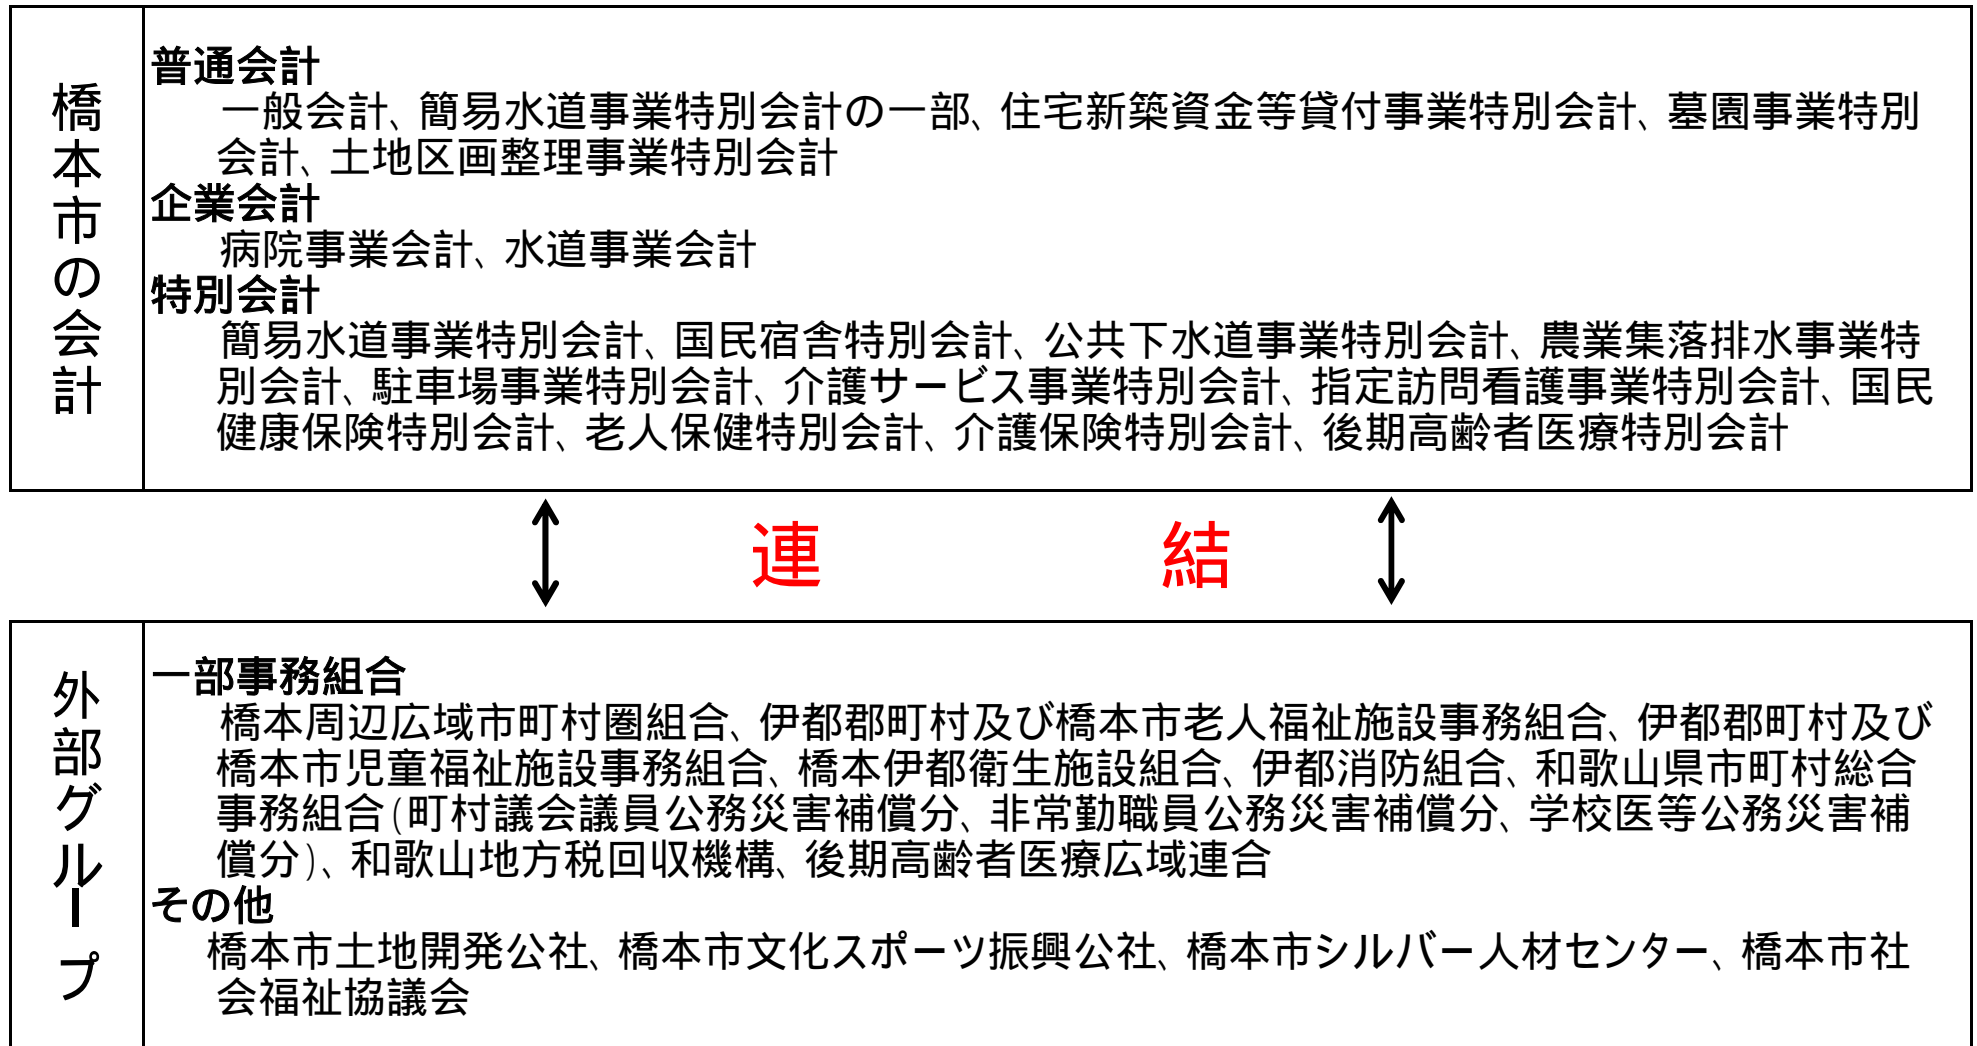 橋本市の会計
普通会計
一般会計、簡易水道事業特別会計の一部、住宅新築資金等貸付事業特別会計、墓園事業特別
会計、土地区画整理事業特別会計
企業会計
病院事業会計、水道事業会計
特別会計
簡易水道事業特別会計、国民宿舎特別会計、公共下水道事業特別会計、農業集落排水事業特
別会計、駐車場事業特別会計、介護サービス事業特別会計、指定訪問看護事業特別会計、国民
健康保険特別会計、老人保健特別会計、介護保険特別会計、後期高齢者医療特別会計
連 結
外部グループ
一部事務組合
橋本周辺広域市町村圏組合、伊都郡町村及び橋本市老人福祉施設事務組合、伊都郡町村及び
橋本市児童福祉施設事務組合、橋本伊都衛生施設組合、伊都消防組合、和歌山県市町村総合
事務組合(町村議会議員公務災害補償分、非常勤職員公務災害補償分、学校医等公務災害補
償分)、和歌山地方税回収機構、後期高齢者医療広域連合
その他
橋本市土地開発公社、橋本市文化スポーツ振興公社、橋本市シルバー人材センター、橋本市社
会福祉協議会